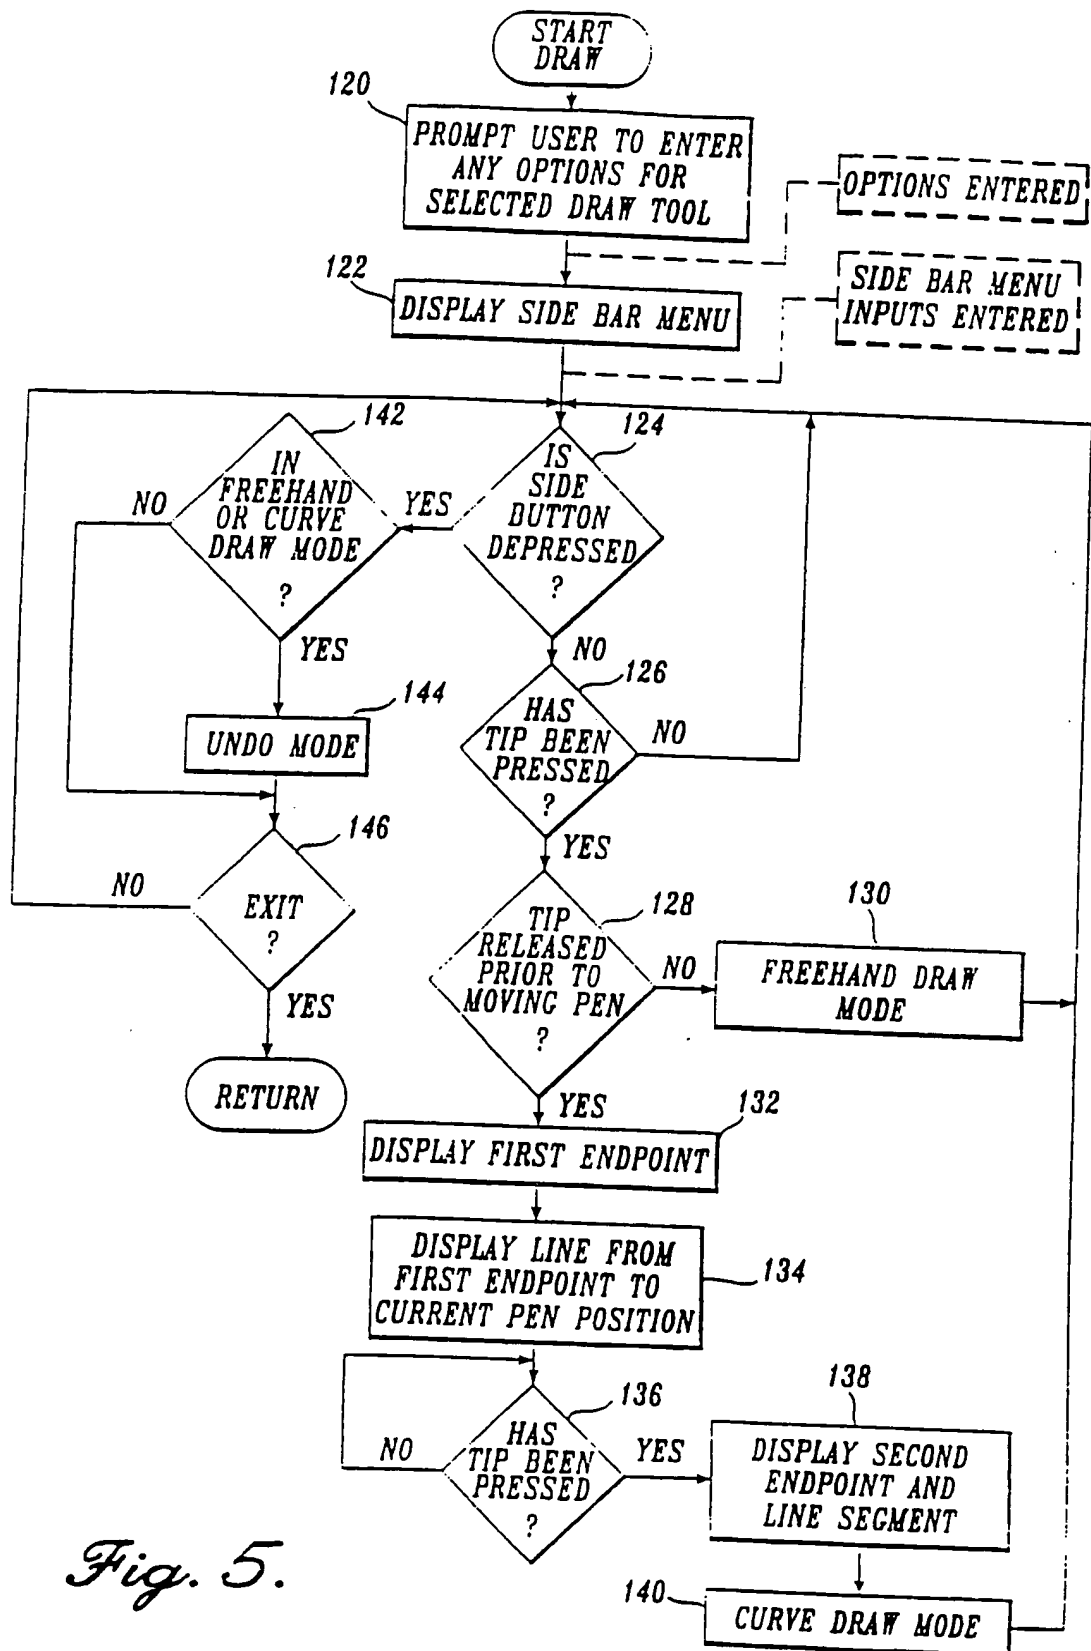 START
DRAW
120
PROMPT USER TO ENTER
ANY OPTIONS FOR
SELECTED DRAW TOOL
OPTIONS ENTERED
122
DISPLAY SIDE BAR MENU
SIDE BAR MENU
INPUTS ENTERED
142
IN
FREEHAND
OR CURVE
DRAW MODE
?
NO
YES
124
IS
SIDE
BUTTON
DEPRESSED
?
YES
NO
144
UNDO MODE
126
HAS
TIP BEEN
PRESSED
?
NO
YES
146
EXIT
?
NO
YES
RETURN
128
TIP
RELEASED
PRIOR TO
MOVING PEN
?
NO
130
FREEHAND DRAW
MODE
YES
132
DISPLAY FIRST ENDPOINT
DISPLAY LINE FROM
FIRST ENDPOINT TO
CURRENT PEN POSITION
134
136
HAS
TIP BEEN
PRESSED
?
NO
YES
138
DISPLAY SECOND
ENDPOINT AND
LINE SEGMENT
140
CURVE DRAW MODE
Fig. 5.